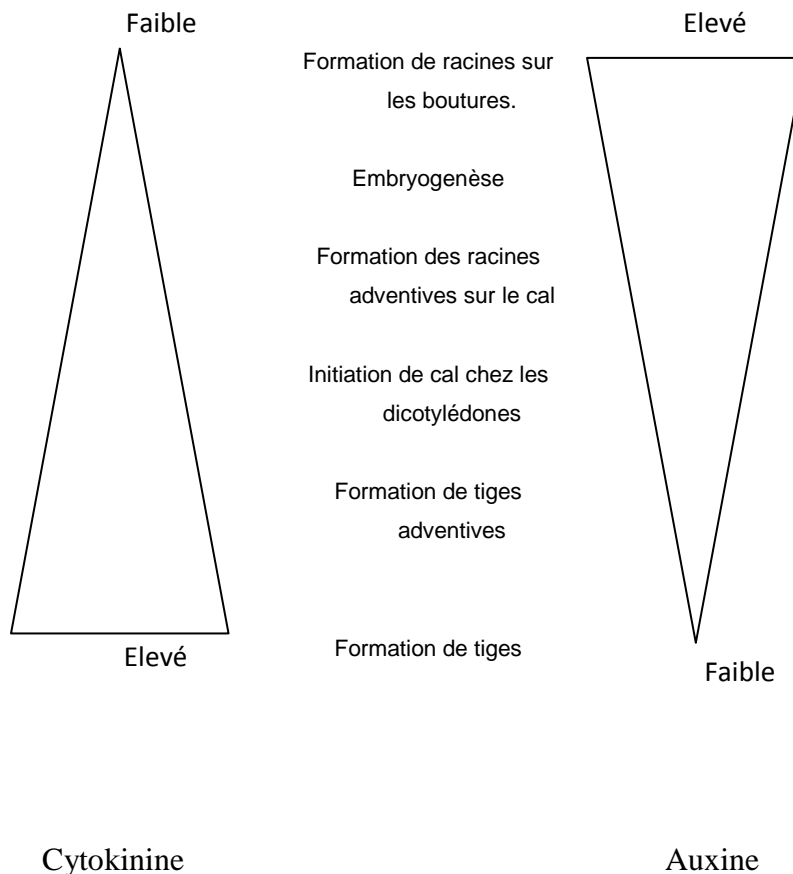 Faible
Elevé
Formation de racines sur
les boutures.
Embryogenèse
Formation des racines
adventives sur le cal
Initiation de cal chez les
dicotylédones
Formation de tiges
adventives
Elevé
Formation de tiges
Faible
Cytokinine
Auxine